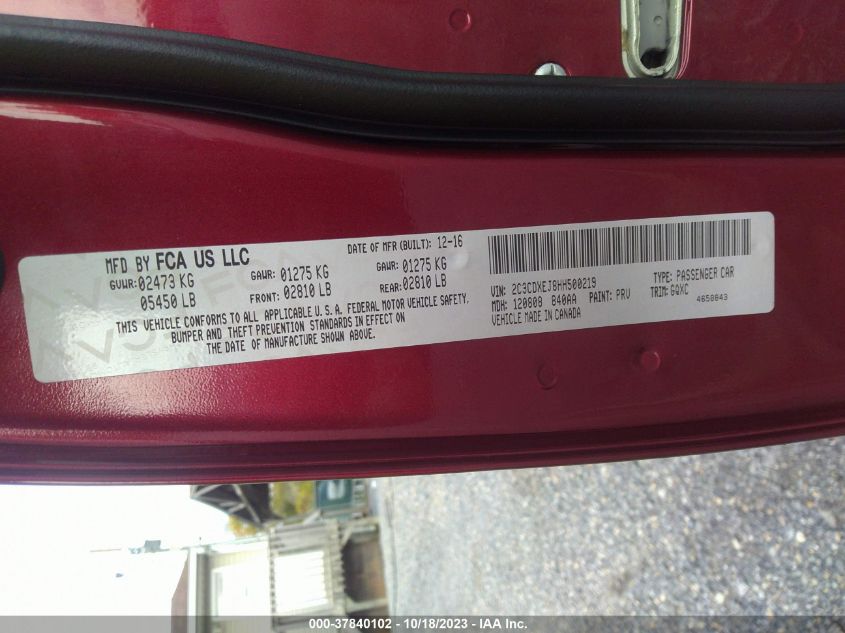 MFD BY FCA US LLC
DATE OF MFR (BUILT): 12-16
GVWR: 02473 KG
05450 LB
GAWR: 01275 KG
FRONT: 02810 LB
GAWR: 01275 KG
REAR: 02810 LB
THIS VEHICLE CONFORMS TO ALL APPLICABLE U.S.A. FEDERAL MOTOR VEHICLE SAFETY,
BUMPER AND THEFT PREVENTION STANDARDS IN EFFECT ON
THE DATE OF MANUFACTURE SHOWN ABOVE.
VIN: 2C3CDXEJ8HH500219
TYPE: PASSENGER CAR
MDH: 120808 840AA
PAINT: PRV
TRIM: GQXC
VEHICLE MADE IN CANADA
4650843
000-37840102 - 10/18/2023 - IAA Inc.